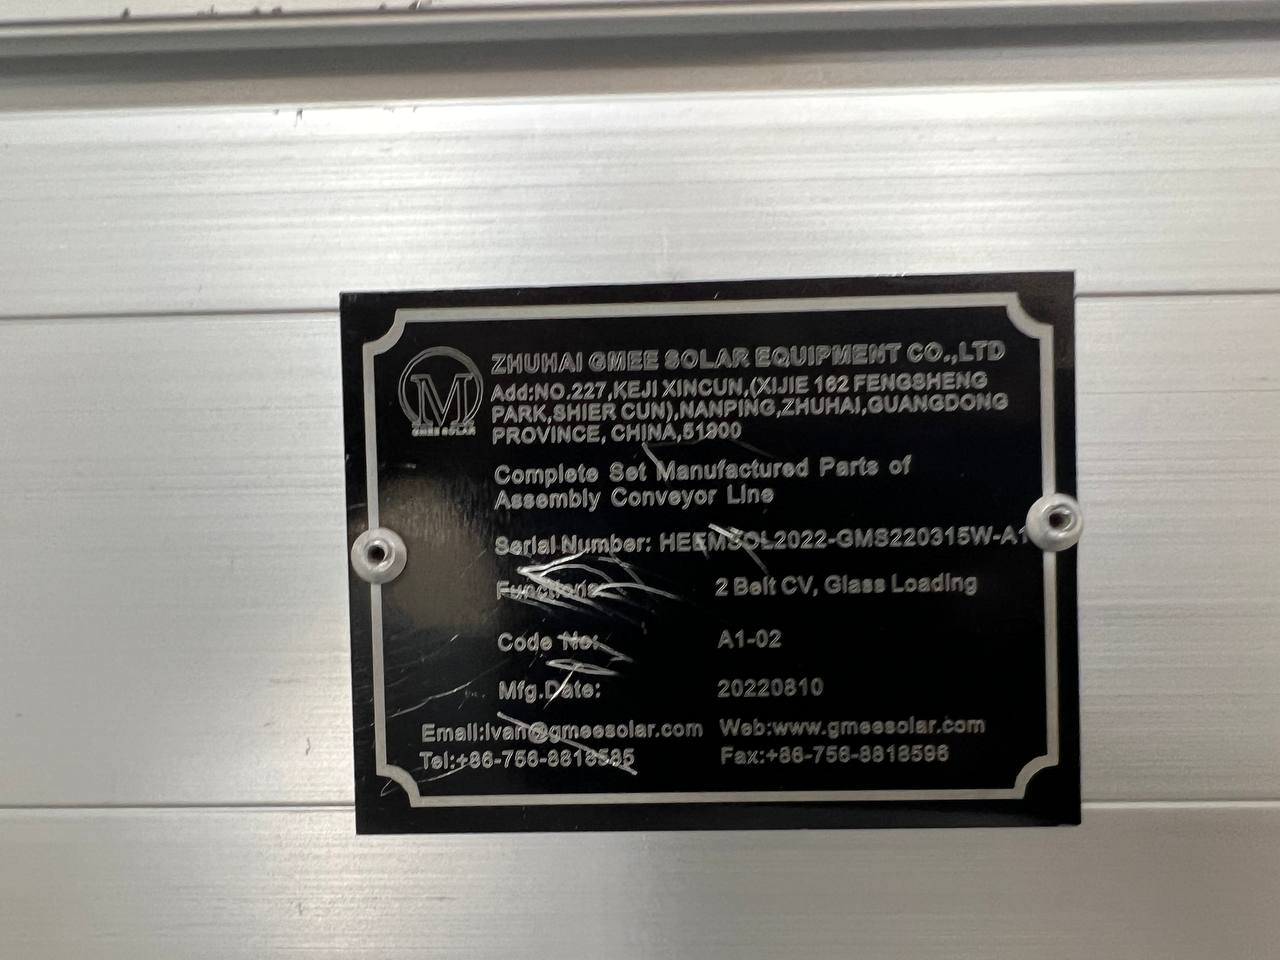 ZHUHAI GMEE SOLAR EQUIPMENT CO.,LTD
Add:NO.227,KEJI XINCUN,(XIJIE 162 FENGSHENG
PARK,SHIER CUN),NANPING,ZHUHAI,GUANGDONG
PROVINCE, CHINA,51900
M
GMEE SOLAR
Complete Set Manufactured Parts of
Assembly Conveyor Line
Serial Number: HEEMSOL2022-GMS220315W-A1
Functions: 2 Belt CV, Glass Loading
Code No: A1-02
Mfg.Date: 20220810
Email:ivan@gmeesolar.com Web:www.gmeesolar.com
Tel:+86-756-8818585 Fax:+86-756-8818596